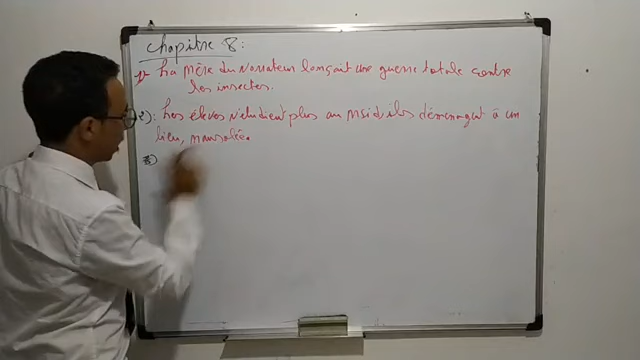 Chapitre 8:
1) La mère du narrateur lançait une guerre totale contre
les insectes.
2): Les élèves n'étudient plus au Msid, ils déménagent à un
lieu, mausolée.
3)